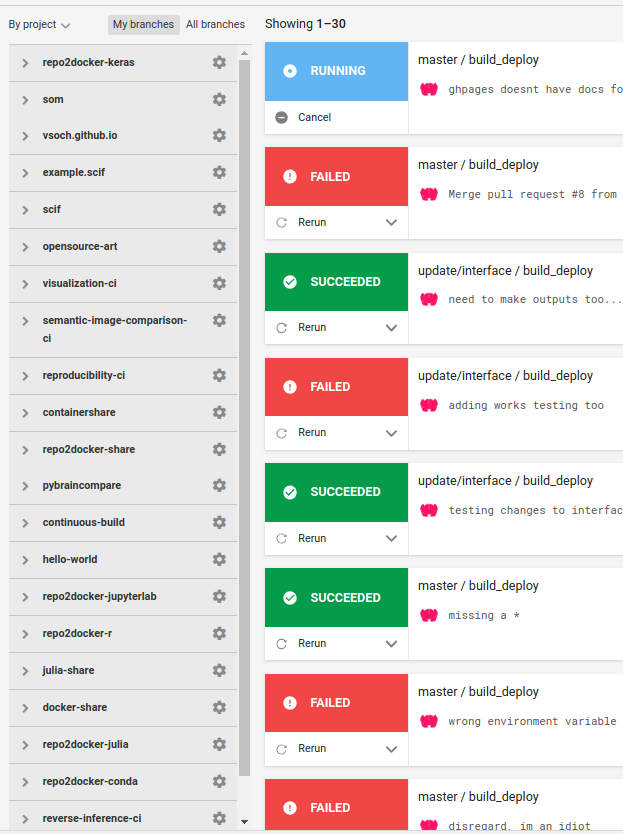 By project
My branches
All branches
repo2docker-keras
som
vsoch.github.io
example.scif
scif
opensource-art
visualization-ci
semantic-image-comparison-
ci
reproducibility-ci
containershare
repo2docker-share
pybraincompare
continuous-build
hello-world
repo2docker-jupyterlab
repo2docker-r
julia-share
docker-share
repo2docker-julia
repo2docker-conda
reverse-inference-ci
Showing 1–30
RUNNING
master / build_deploy
ghpages doesnt have docs fo
Cancel
FAILED
master / build_deploy
Merge pull request #8 from
Rerun
SUCCEEDED
update/interface / build_deploy
need to make outputs too...
Rerun
FAILED
update/interface / build_deploy
adding works testing too
Rerun
SUCCEEDED
update/interface / build_deploy
testing changes to interfac
Rerun
SUCCEEDED
master / build_deploy
missing a *
Rerun
FAILED
master / build_deploy
wrong environment variable
Rerun
FAILED
master / build_deploy
disregard, im an idiot